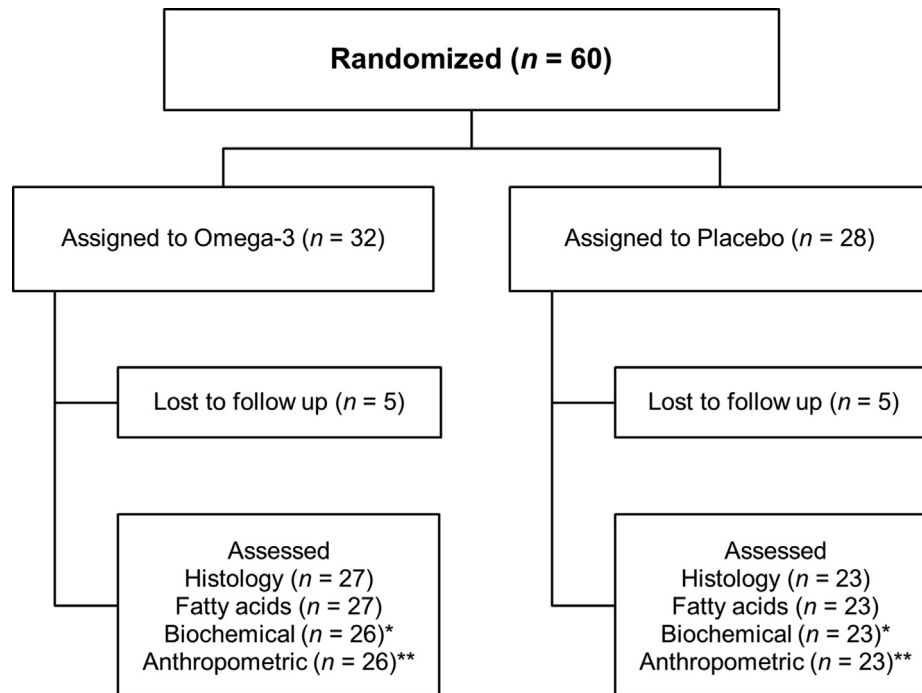 Randomized (n = 60)
Assigned to Omega-3 (n = 32)
Assigned to Placebo (n = 28)
Lost to follow up (n = 5)
Lost to follow up (n = 5)
Assessed
Histology (n = 27)
Fatty acids (n = 27)
Biochemical (n = 26)*
Anthropometric (n = 26)**
Assessed
Histology (n = 23)
Fatty acids (n = 23)
Biochemical (n = 23)*
Anthropometric (n = 23)**